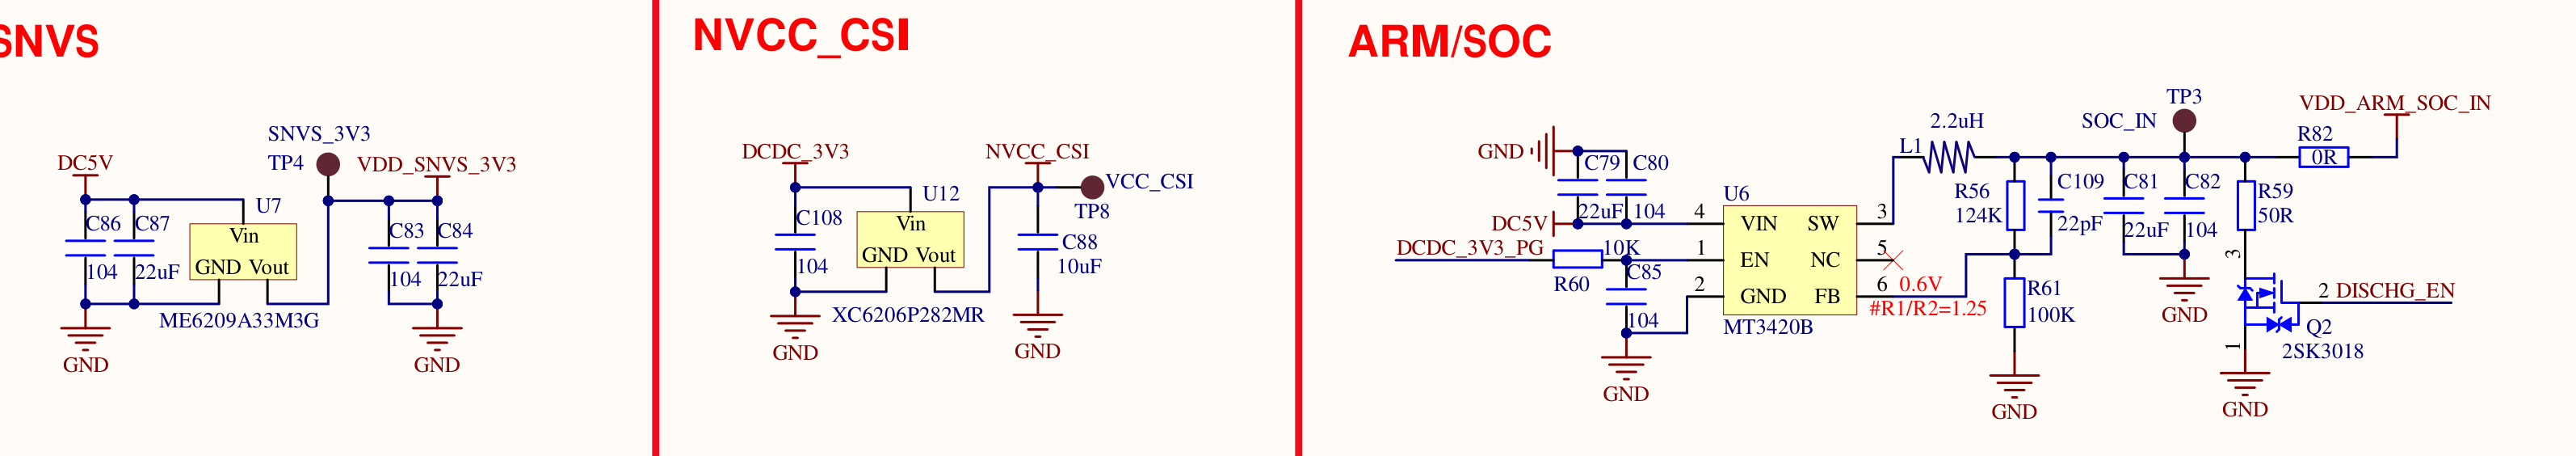 SNVS
SNVS_3V3
TP4
DC5V
VDD_SNVS_3V3
U7
C86
C87
Vin
GND Vout
104
22uF
C83
C84
104
22uF
ME6209A33M3G
GND
GND
NVCC_CSI
DCDC_3V3
NVCC_CSI
U12
VCC_CSI
TP8
C108
Vin
GND Vout
104
C88
10uF
XC6206P282MR
GND
GND
ARM/SOC
GND
C79
C80
22uF
104
DC5V
DCDC_3V3_PG
10K
R60
C85
104
GND
U6
4
VIN
SW
3
1
EN
NC
5
2
GND
FB
6
MT3420B
0.6V
#R1/R2=1.25
2.2uH
L1
R56
124K
C109
22pF
C81
22uF
C82
104
R61
100K
GND
TP3
SOC_IN
GND
VDD_ARM_SOC_IN
R82
0R
R59
50R
3
2 DISCHG_EN
Q2
2SK3018
1
GND